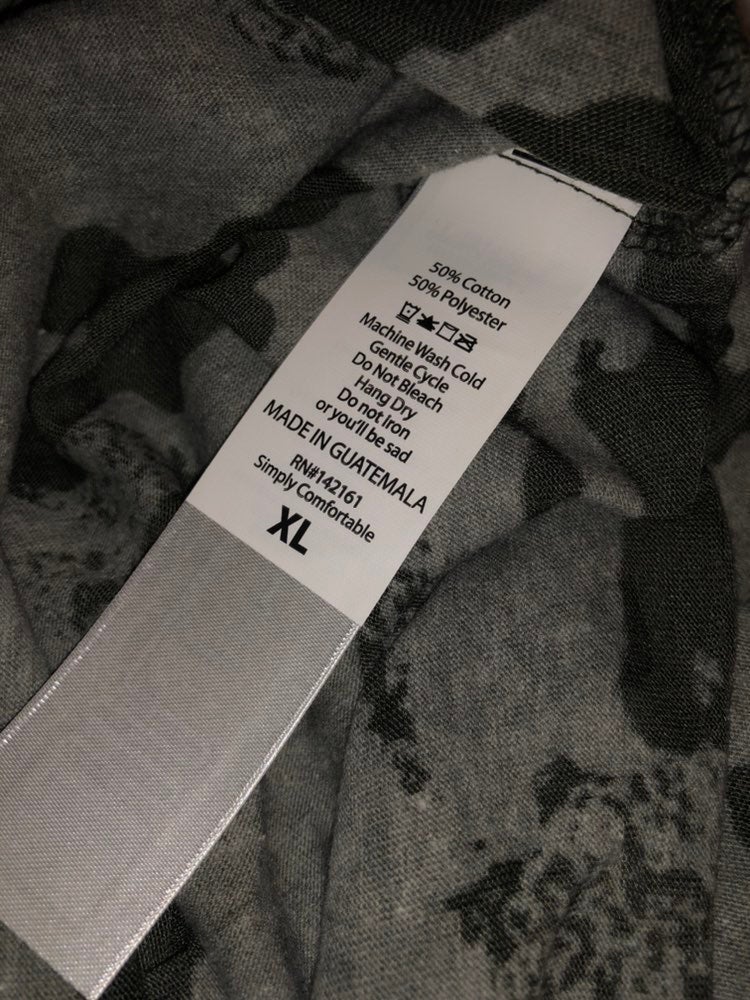 50% Cotton
50% Polyester
Machine Wash Cold
Gentle Cycle
Do Not Bleach
Hang Dry
Do not Iron
or you'll be sad
MADE IN GUATEMALA
RN#142161
Simply Comfortable
XL